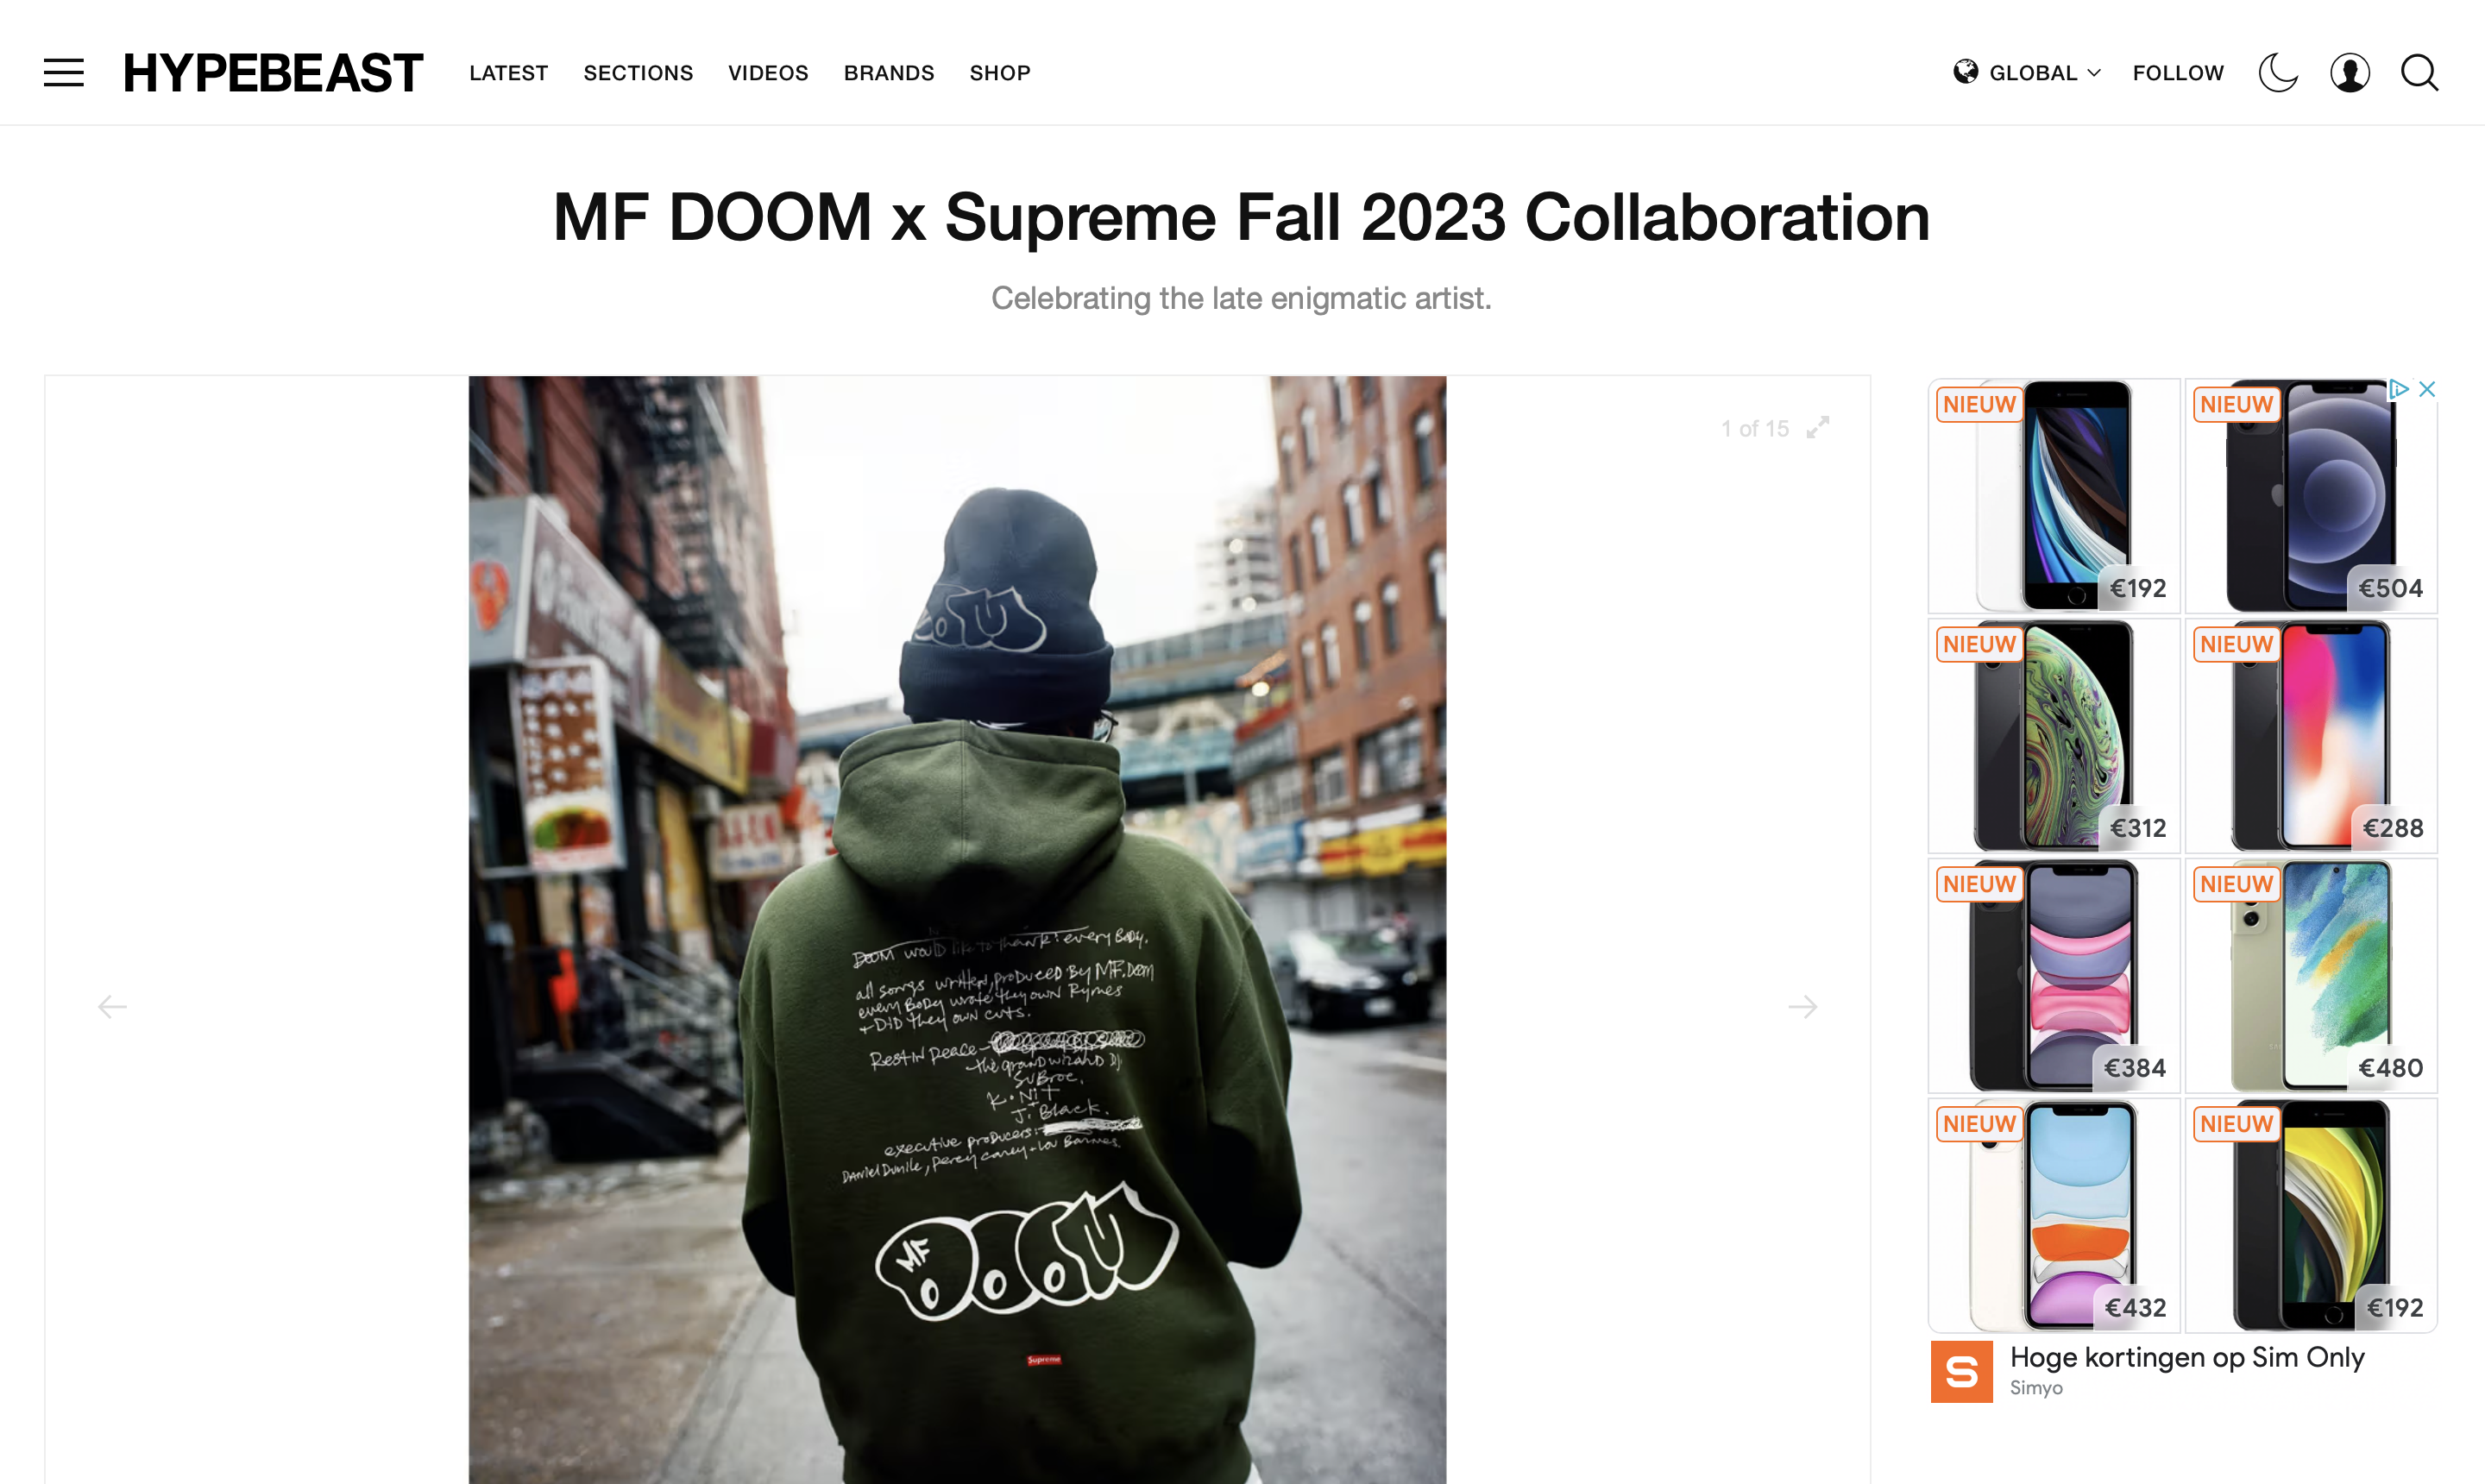 HYPEBEAST
LATEST SECTIONS VIDEOS BRANDS SHOP
GLOBAL FOLLOW
MF DOOM x Supreme Fall 2023 Collaboration
Celebrating the late enigmatic artist.
1 of 15
DOOM would like to thank: every Body.
all songs written, produced By MF. Doom
every Body wrote they own Rymes
+ DiD they own cuts.
Rest in peace -
the grand wizard Dj
SuBroc.
K. NiT
J. Black.
executive producers:
Daniel Dumile, percy carey + Lou Barnes.
MF DOOM
Supreme
NIEUW
€192
NIEUW
€504
NIEUW
€312
NIEUW
€288
NIEUW
€384
NIEUW
€480
NIEUW
€432
NIEUW
€192
S
Hoge kortingen op Sim Only
Simyo